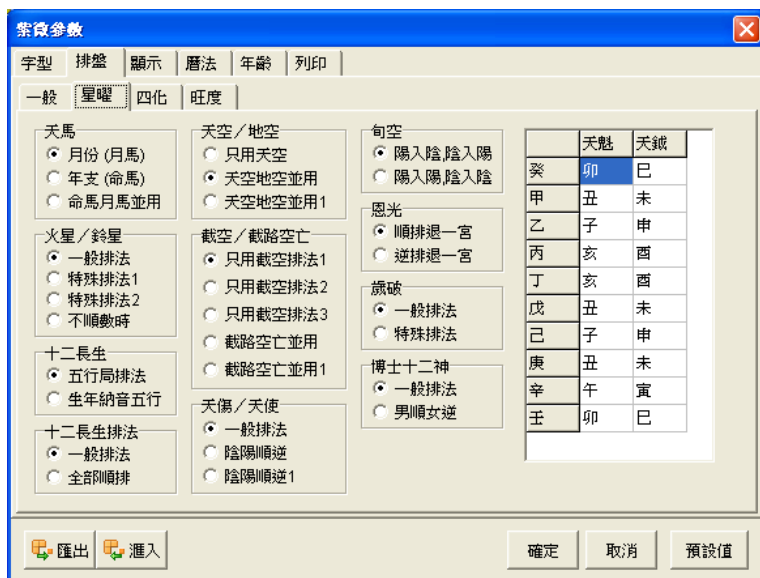 紫微參數
字型 排盤 顯示 曆法 年齡 列印
一般 星曜 四化 旺度
天馬
月份 (月馬)
年支 (命馬)
命馬月馬並用
火星／鈴星
一般排法
特殊排法1
特殊排法2
不順數時
十二長生
五行局排法
生年納音五行
十二長生排法
一般排法
全部順排
天空／地空
只用天空
天空地空並用
天空地空並用1
截空／截路空亡
只用截空排法1
只用截空排法2
只用截空排法3
截路空亡並用
截路空亡並用1
天傷／天使
一般排法
陰陽順逆
陰陽順逆1
旬空
陽入陰,陰入陽
陽入陽,陰入陰
恩光
順排退一宮
逆排退一宮
歲破
一般排法
特殊排法
博士十二神
一般排法
男順女逆
天魁 天鉞
癸 卯 巳
甲 丑 未
乙 子 申
丙 亥 酉
丁 亥 酉
戊 丑 未
己 子 申
庚 丑 未
辛 午 寅
壬 卯 巳
匯出 滙入 確定 取消 預設值